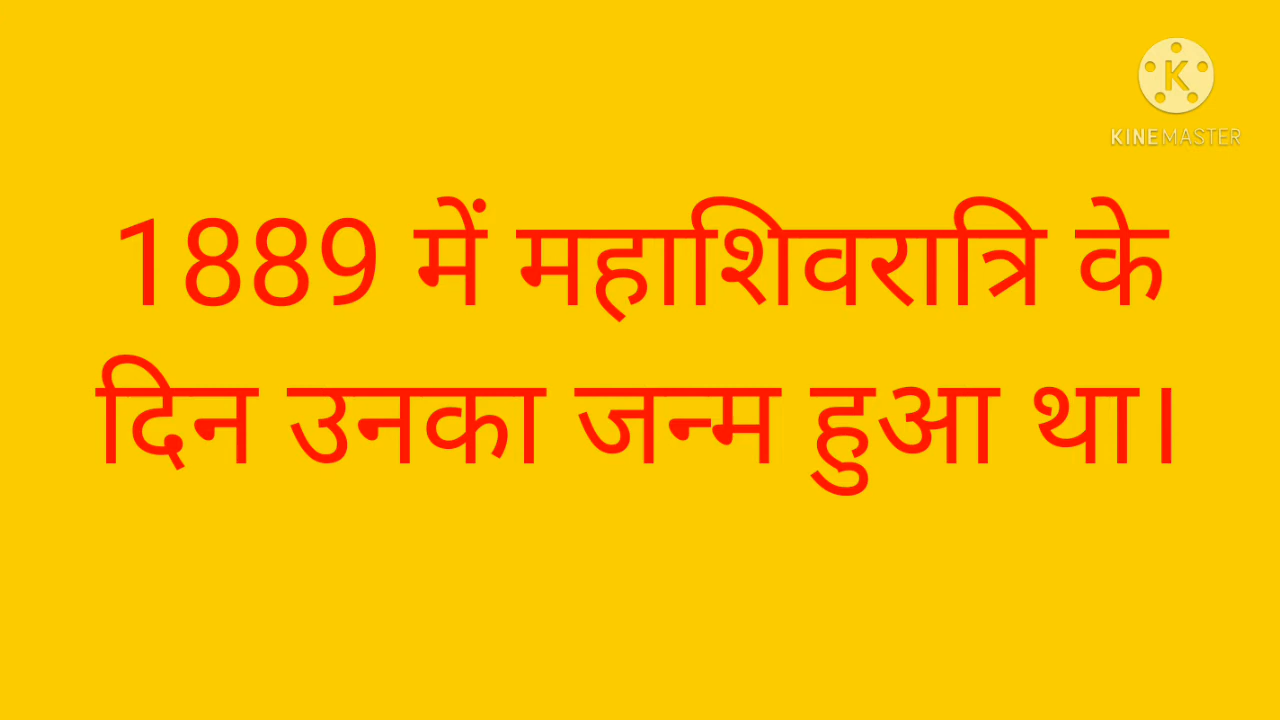 KINEMASTER
1889 में महाशिवरात्रि के
दिन उनका जन्म हुआ था।